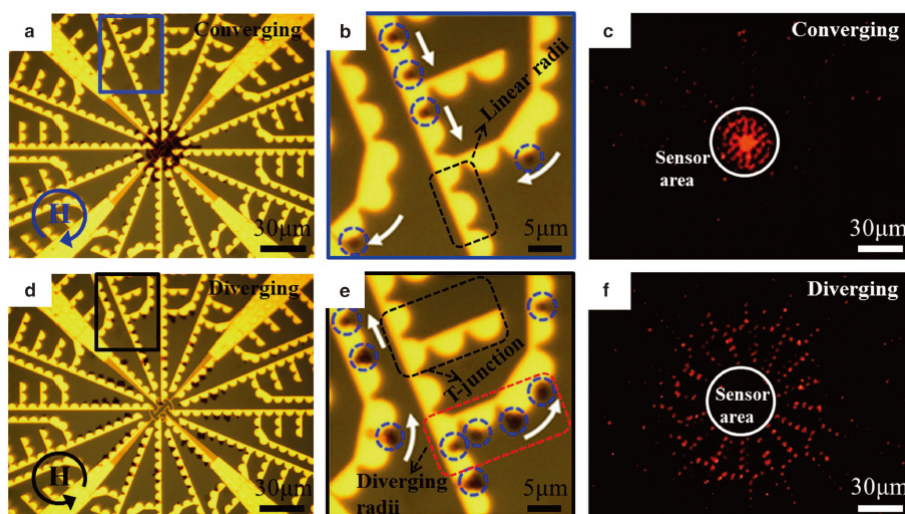 a
Converging
H
30μm
b
Linear radii
5μm
c
Converging
Sensor
area
30μm
d
Diverging
H
30μm
e
T-junction
Diverging
radii
5μm
f
Diverging
Sensor
area
30μm